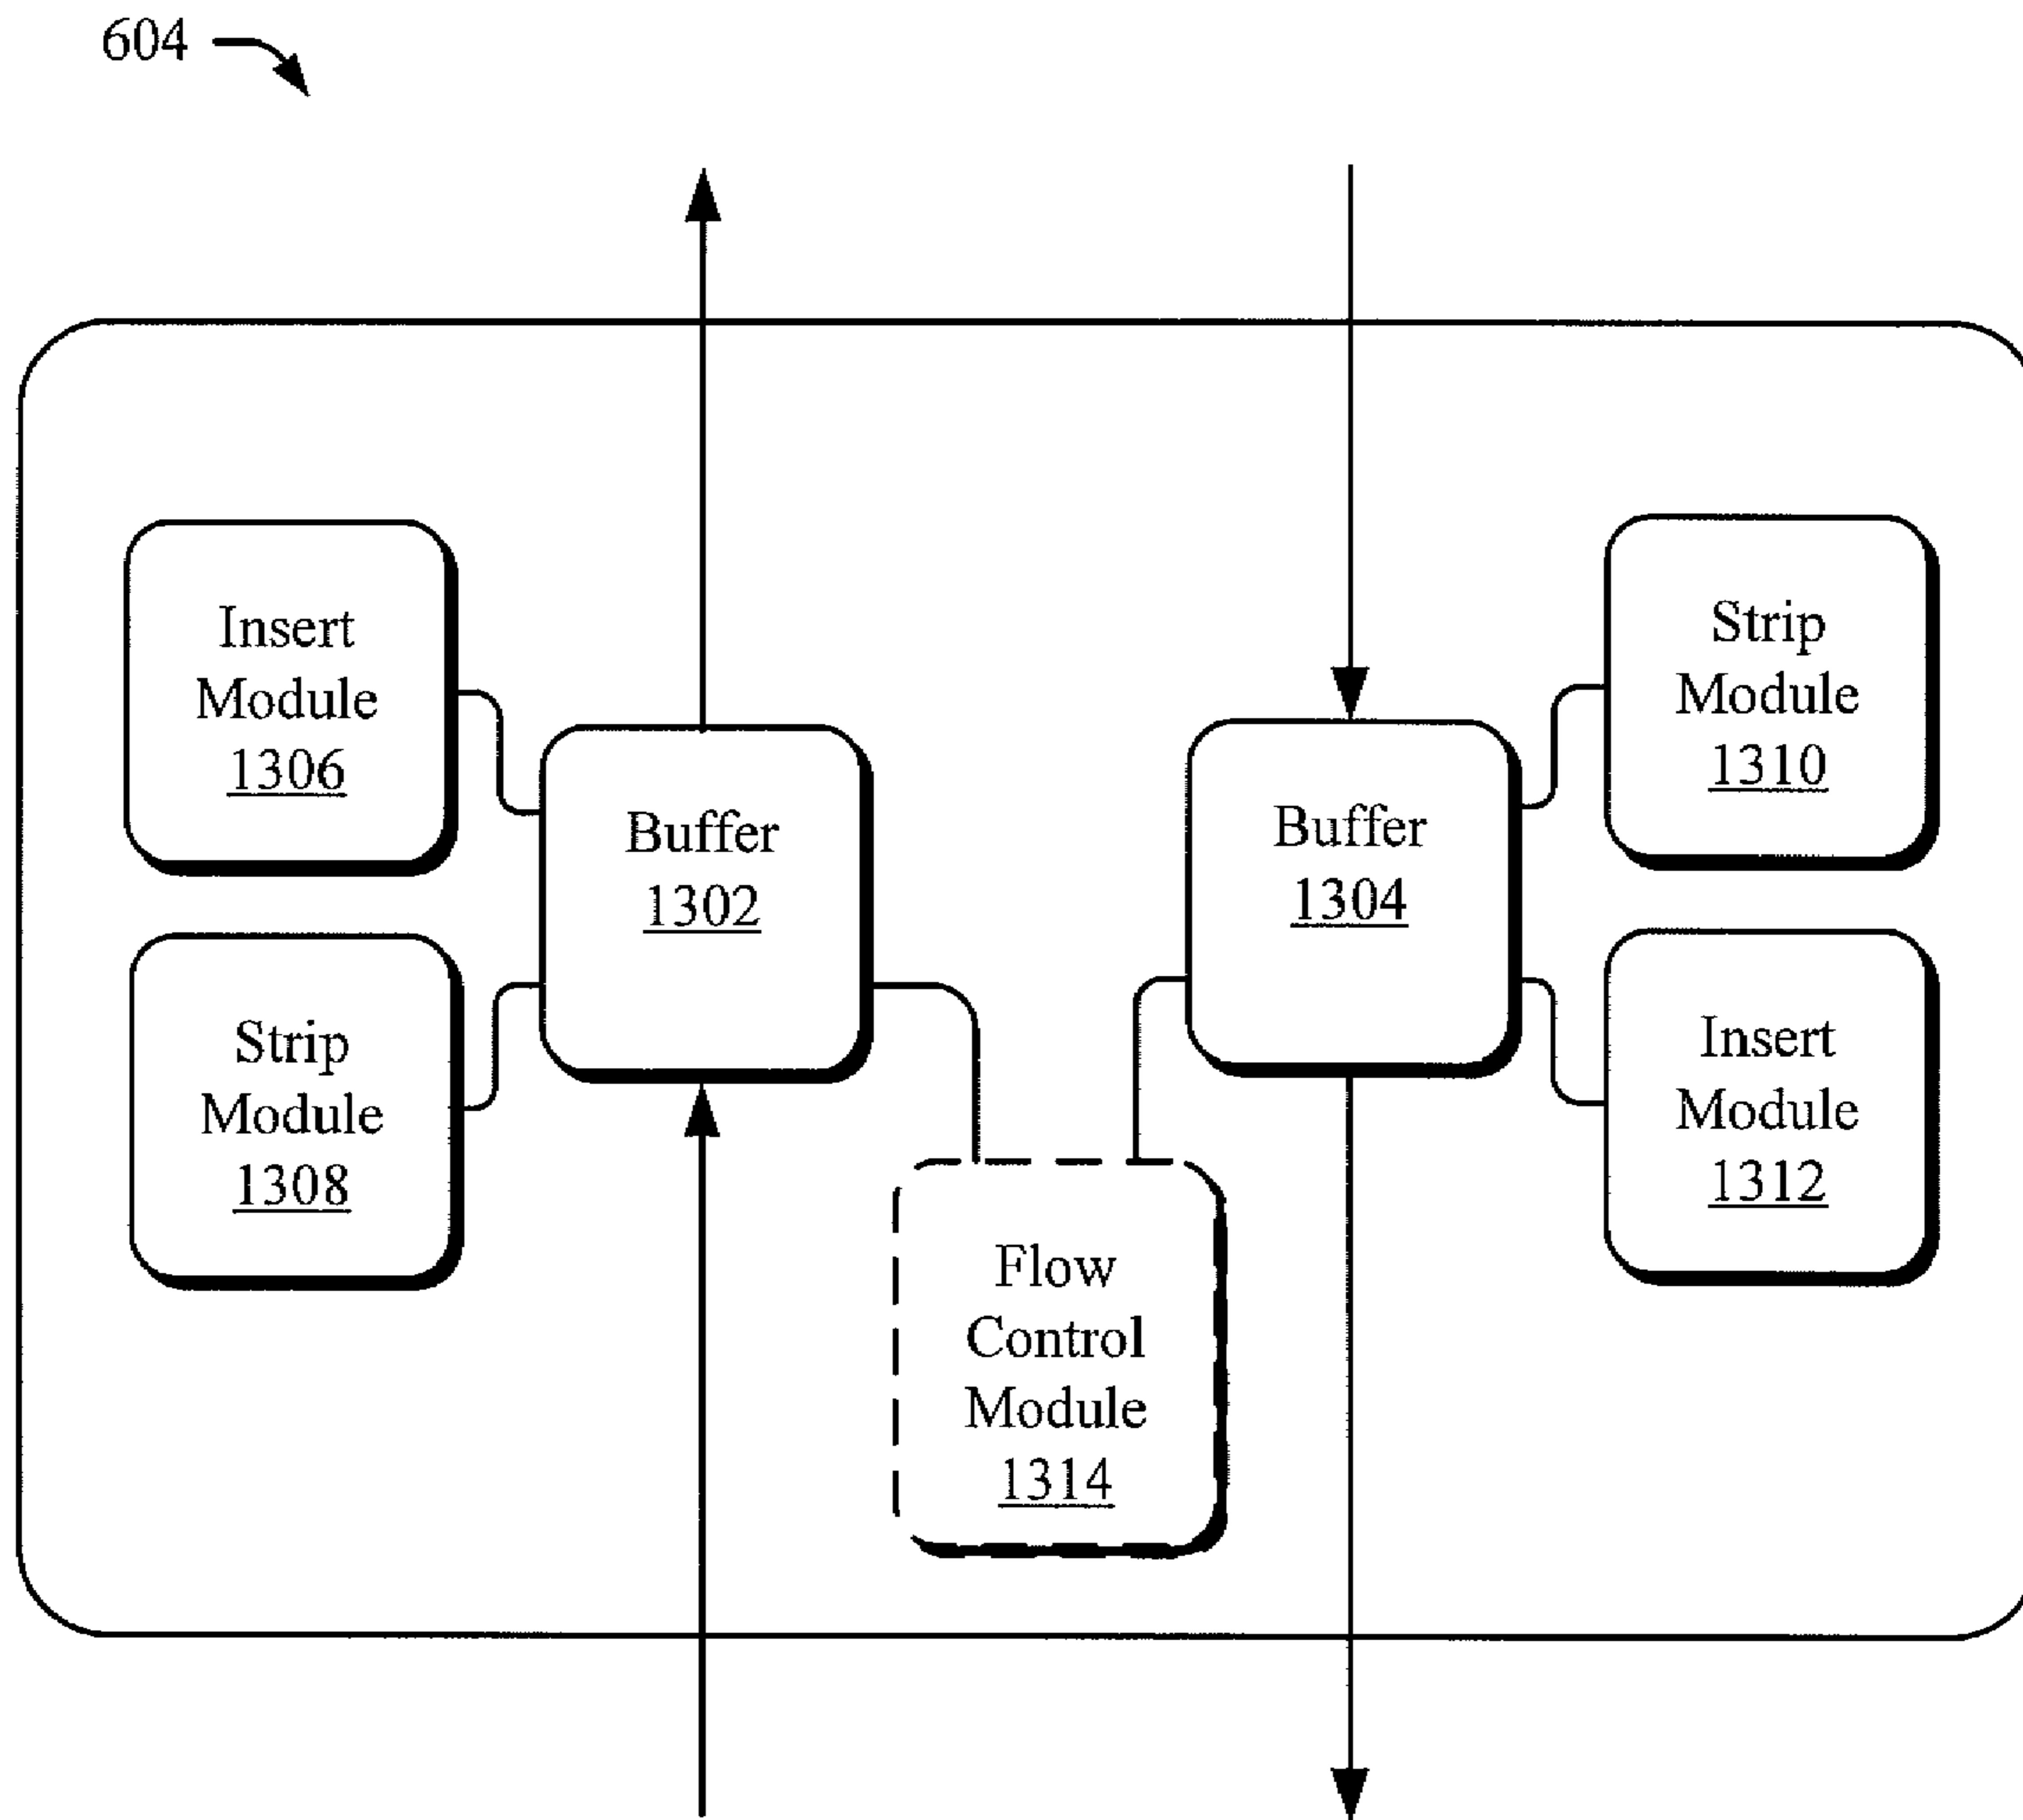 604
Insert
Module
1306
Strip
Module
1308
Buffer
1302
Flow
Control
Module
1314
Buffer
1304
Strip
Module
1310
Insert
Module
1312